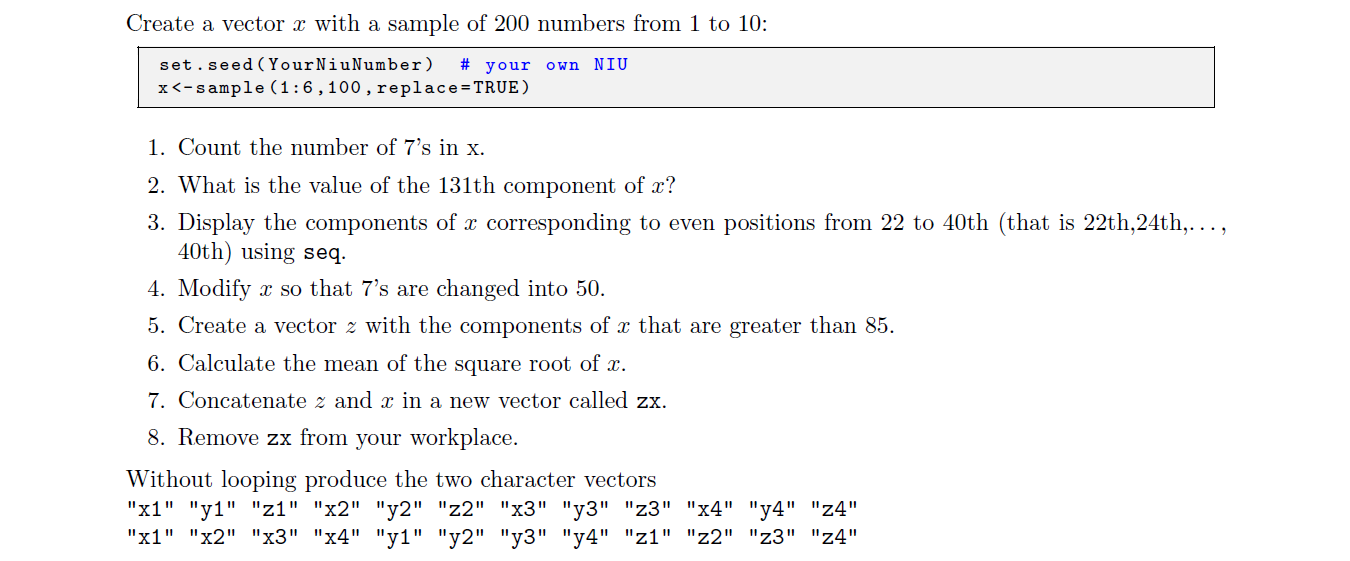 Create a vector x with a sample of 200 numbers from 1 to 10:
set.seed(YourNiuNumber)  # your own NIU
x<-sample(1:6,100,replace=TRUE)
1. Count the number of 7's in x.
2. What is the value of the 131th component of x?
3. Display the components of x corresponding to even positions from 22 to 40th (that is 22th,24th,...,
40th) using seq.
4. Modify x so that 7's are changed into 50.
5. Create a vector z with the components of x that are greater than 85.
6. Calculate the mean of the square root of x.
7. Concatenate z and x in a new vector called zx.
8. Remove zx from your workplace.
Without looping produce the two character vectors
"x1" "y1" "z1" "x2" "y2" "z2" "x3" "y3" "z3" "x4" "y4" "z4"
"x1" "x2" "x3" "x4" "y1" "y2" "y3" "y4" "z1" "z2" "z3" "z4"